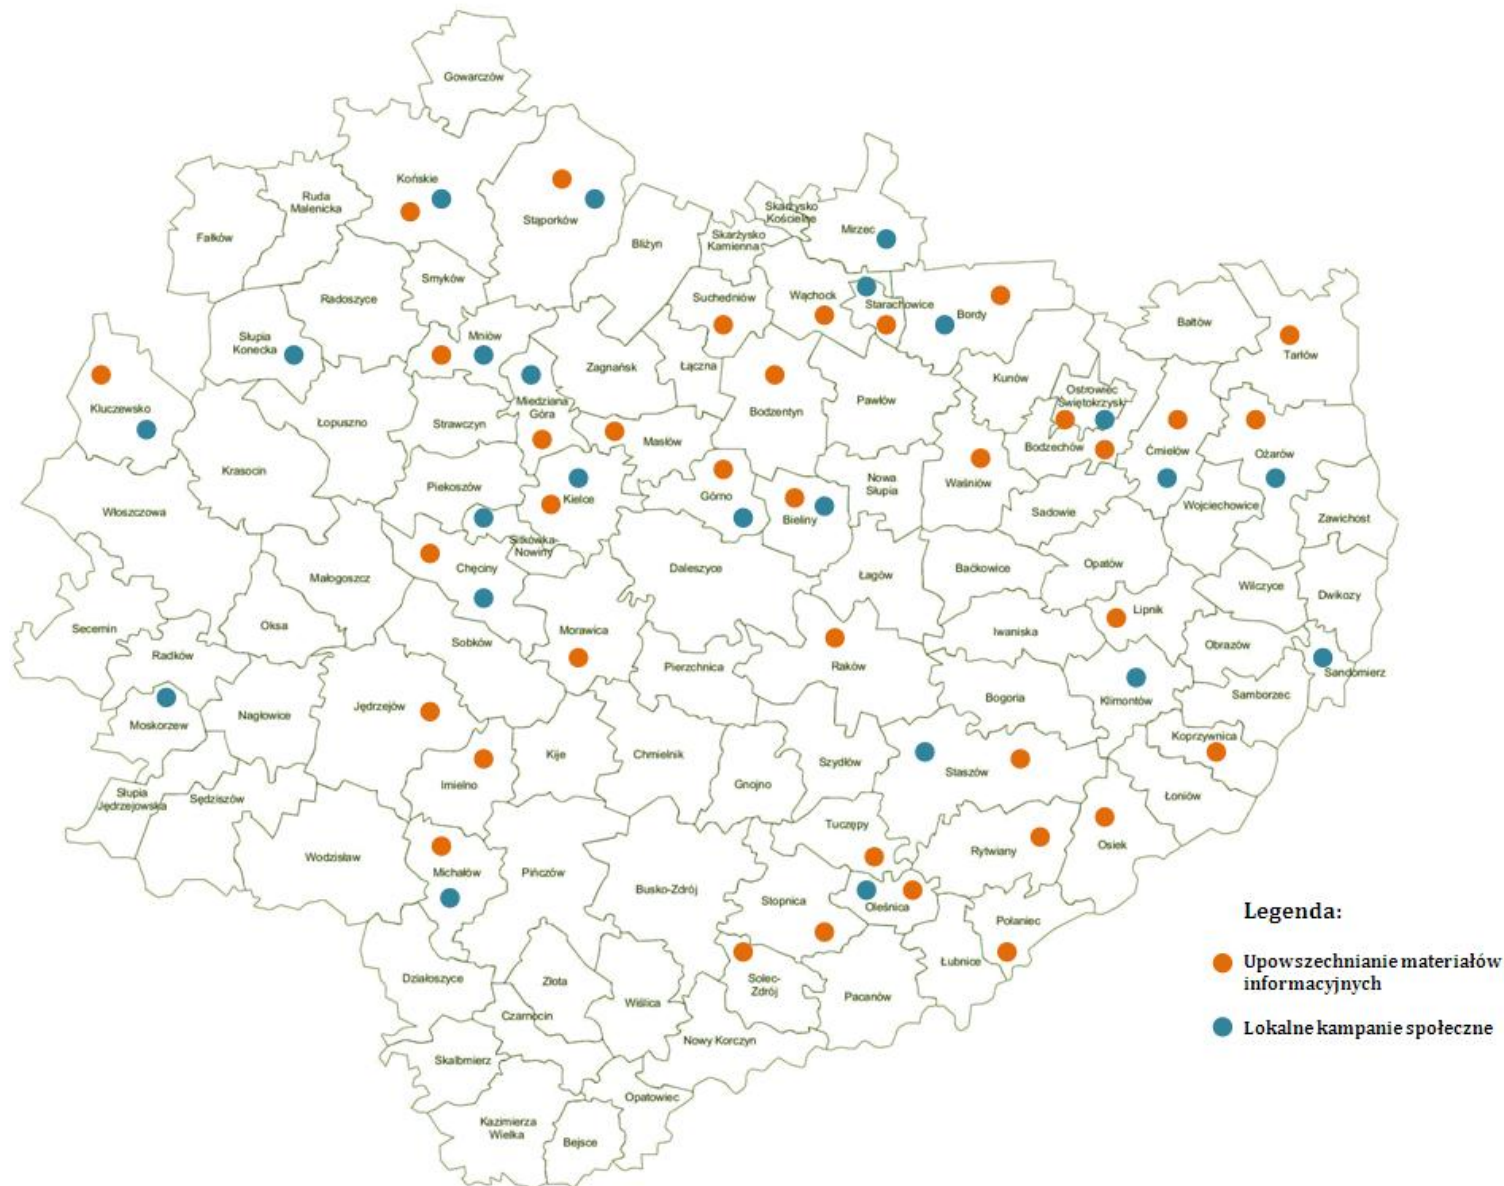 Gowarczów
Końskie
Ruda
Malenicka
Fałków
Stąporków
Bliżyn
Skarżysko
Kościelne
Skarżysko
Kamienna
Mirzec
Smyków
Radoszyce
Suchedniów
Wąchock
Starachowice
Bordy
Bałtów
Tarłów
Słupia
Konecka
Mniów
Zagnańsk
Łączna
Kunów
Ostrowiec
Świętokrzysk
Kluczewsko
Miedziana
Góra
Bodzentyn
Pawłów
Łopuszno
Strawczyn
Masłów
Bodzechów
Ćmielów
Ożarów
Krasocin
Piekoszów
Kielce
Górno
Nowa
Słupia
Waśniów
Włoszczowa
Bieliny
Sadowie
Wojciechowice
Zawichost
Sitkówka-
Nowiny
Chęciny
Daleszyce
Łagów
Baćkowice
Opatów
Małogoszcz
Wilczyce
Dwikozy
Secemin
Oksa
Sobków
Morawica
Iwaniska
Lipnik
Radków
Pierzchnica
Raków
Obrazów
Sandomierz
Moskorzew
Nagłowice
Jędrzejów
Bogoria
Klimontów
Samborzec
Koprzywnica
Kije
Chmielnik
Szydłów
Staszów
Imielno
Gnojno
Łoniów
Słupia
Jędrzejowska
Sędziszów
Tuczępy
Rytwiany
Osiek
Wodzisław
Michałów
Pińczów
Busko-Zdrój
Stopnica
Oleśnica
Połaniec
Łubnice
Działoszyce
Złota
Wiślica
Solec-
Zdrój
Pacanów
Czarnocin
Nowy Korczyn
Skalbmierz
Opatowiec
Kazimierza
Wielka
Bejsce
Legenda:
Upowszechnianie materiałów
informacyjnych
Lokalne kampanie społeczne